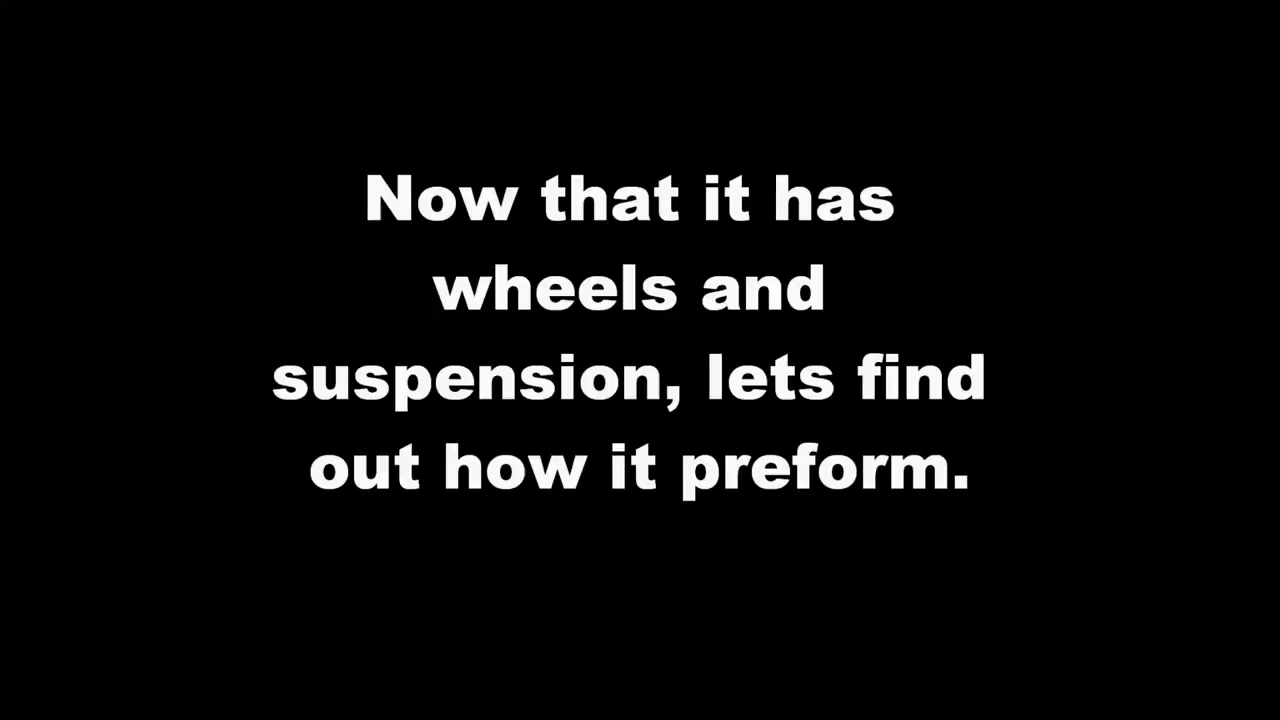 Now that it has
wheels and
suspension, lets find
out how it preform.